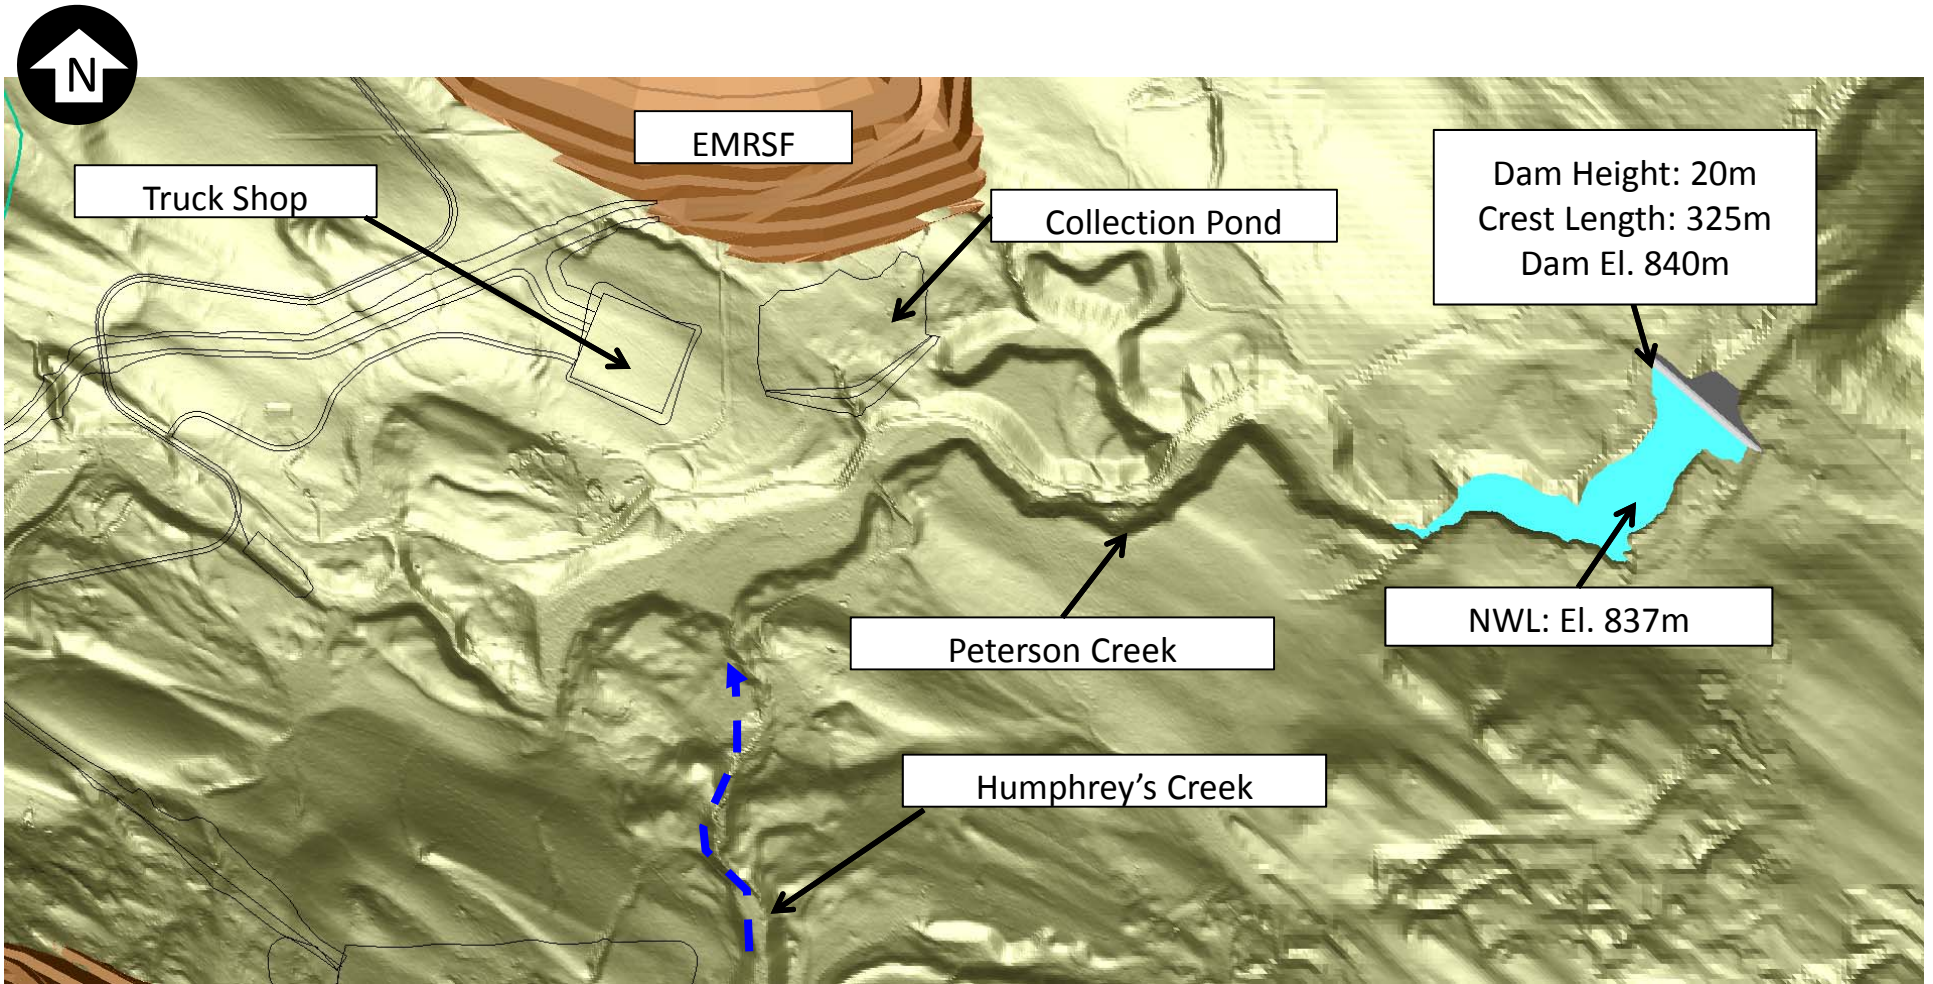 N
EMRSF
Truck Shop
Collection Pond
Dam Height: 20m
Crest Length: 325m
Dam El. 840m
NWL: El. 837m
Peterson Creek
Humphrey’s Creek